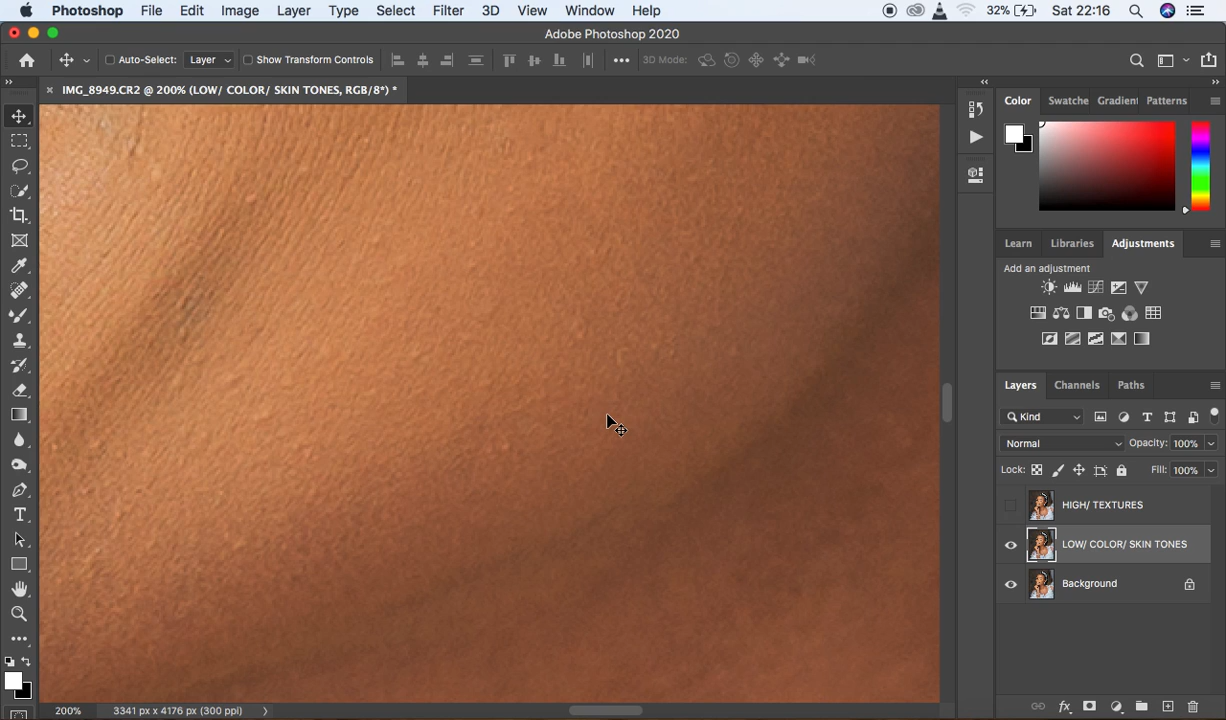 Photoshop File Edit Image Layer Type Select Filter 3D View Window Help 32% Sat 22:16
Adobe Photoshop 2020
Auto-Select: Layer Show Transform Controls 3D Mode:
IMG_8949.CR2 @ 200% (LOW/ COLOR/ SKIN TONES, RGB/8*) *
Color Swatche Gradien Patterns
Learn Libraries Adjustments
Add an adjustment
Layers Channels Paths
Kind
Normal Opacity: 100%
Lock: Fill: 100%
HIGH/ TEXTURES
LOW/ COLOR/ SKIN TONES
Background
fx
200% 3341 px x 4176 px (300 ppi)